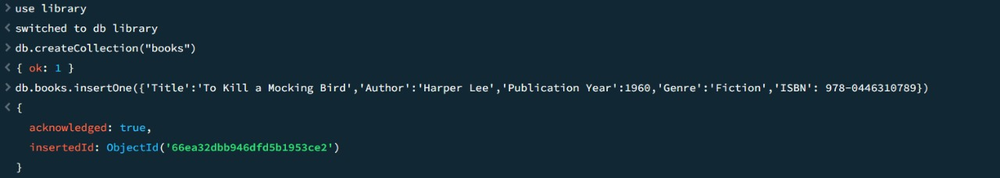 > use library
< switched to db library
> db.createCollection("books")
< { ok: 1 }
> db.books.insertOne({'Title':'To Kill a Mocking Bird','Author':'Harper Lee','Publication Year':1960,'Genre':'Fiction','ISBN': 978-0446310789})
< {
acknowledged: true,
insertedId: ObjectId('66ea32dbb946dfd5b1953ce2')
}